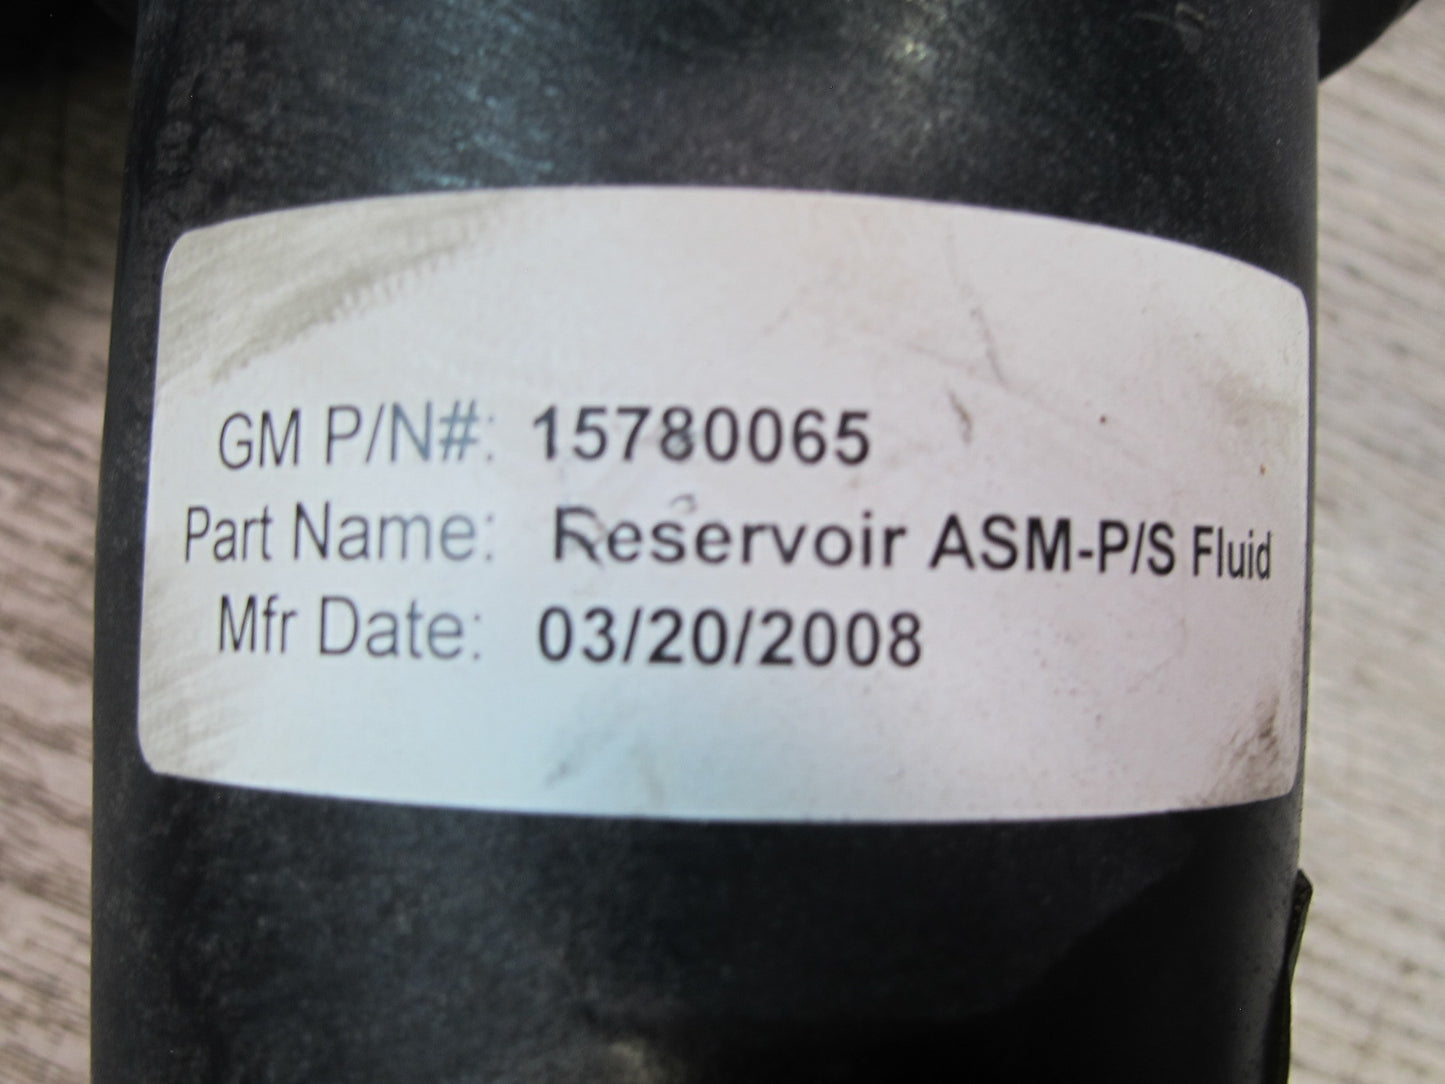 GM P/N#: 15780065
Part Name: Reservoir ASM-P/S Fluid
Mfr Date: 03/20/2008